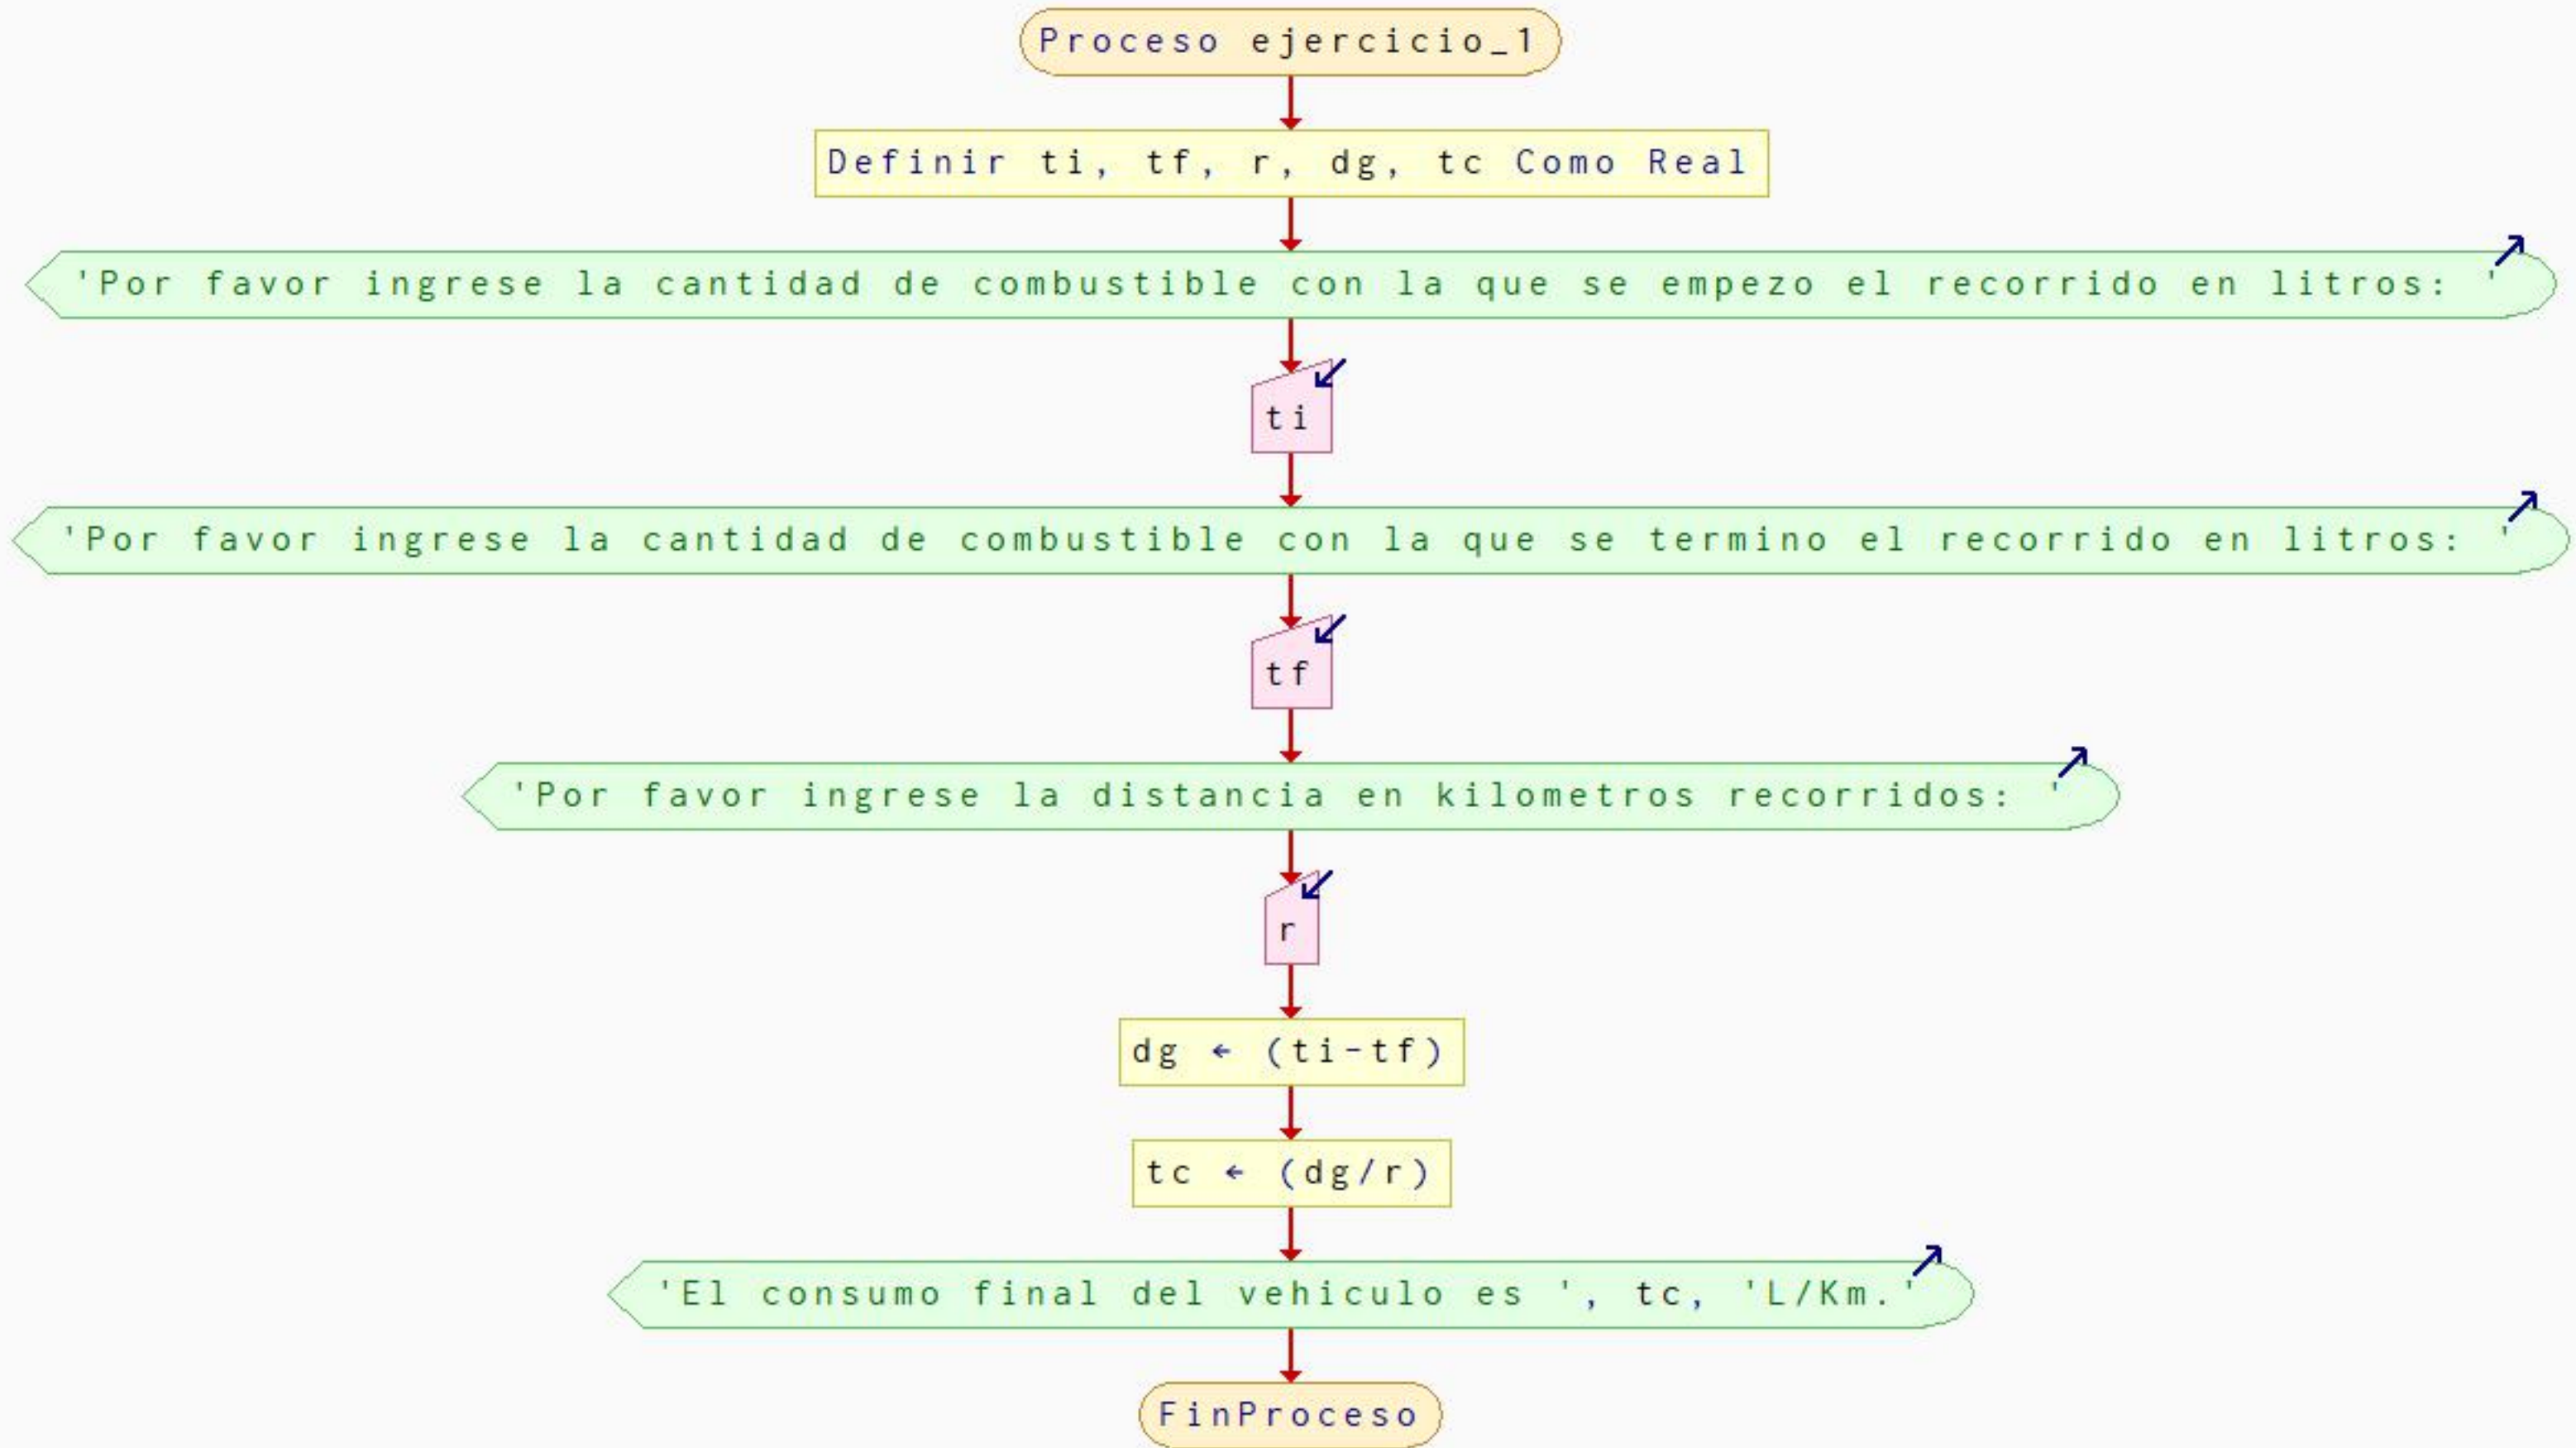 Proceso ejercicio_1
Definir ti, tf, r, dg, tc Como Real
'Por favor ingrese la cantidad de combustible con la que se empezo el recorrido en litros: '
ti
'Por favor ingrese la cantidad de combustible con la que se termino el recorrido en litros: '
tf
'Por favor ingrese la distancia en kilometros recorridos: '
r
dg ← (ti-tf)
tc ← (dg/r)
'El consumo final del vehiculo es ', tc, 'L/Km.'
FinProceso